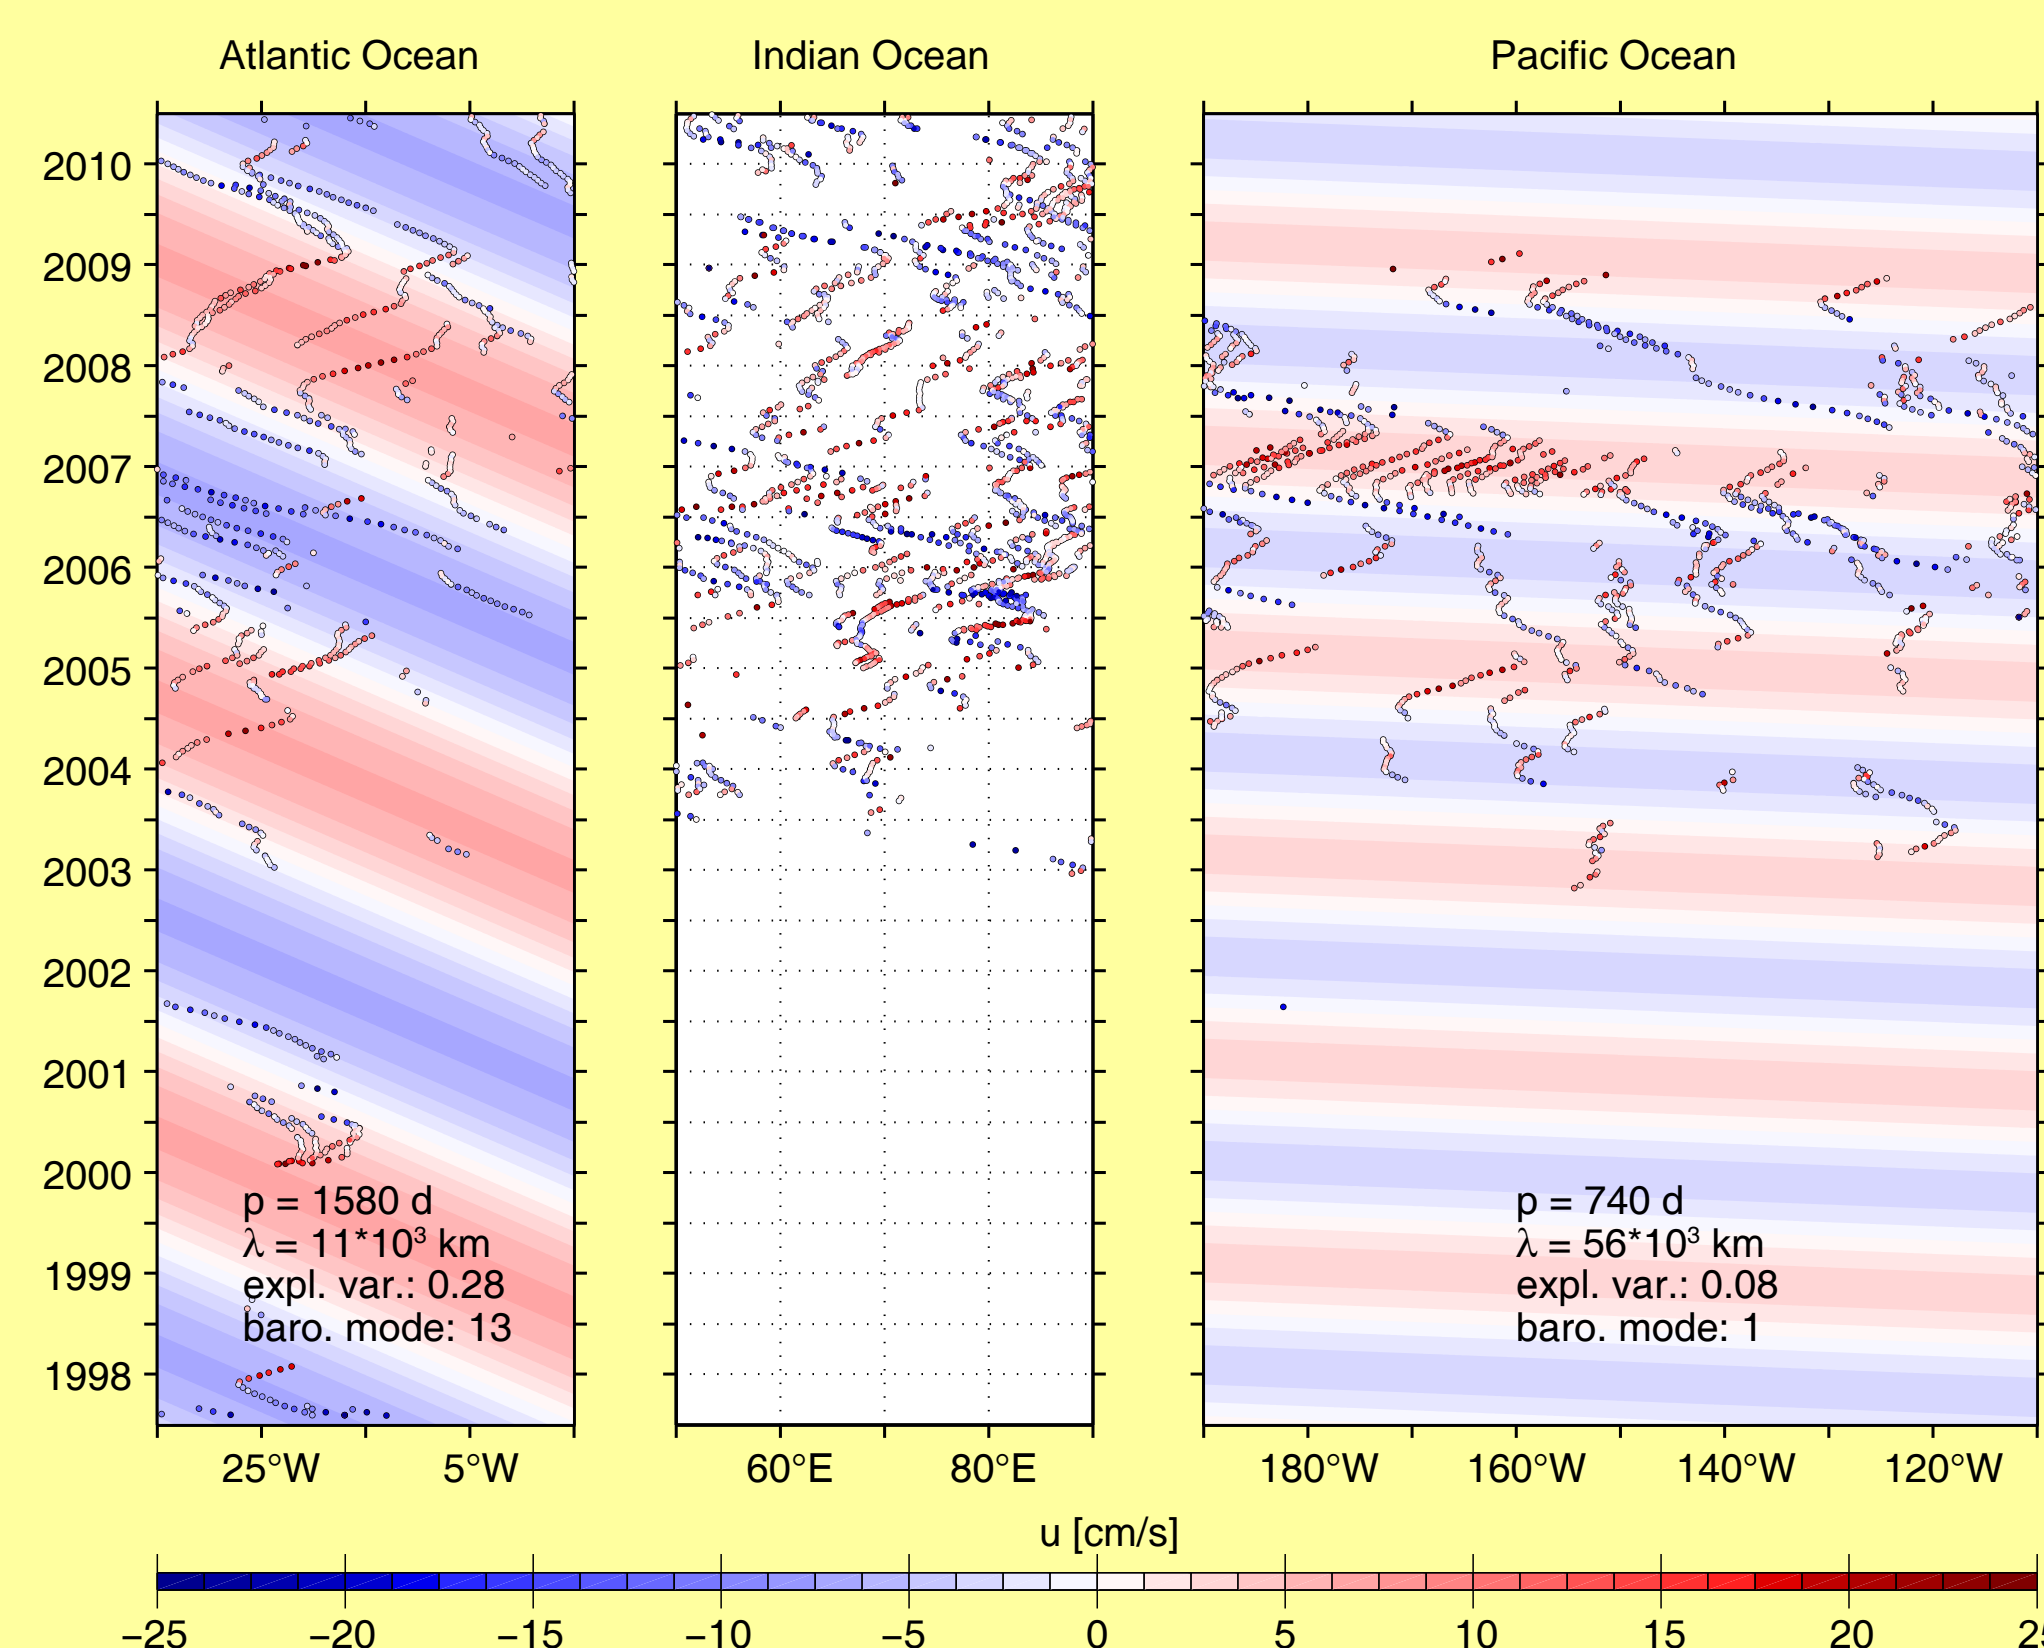 Atlantic Ocean Indian Ocean Pacific Ocean
2010
2009
2008
2007
2006
2005
2004
2003
2002
2001
2000
1999
1998
p = 1580 d
λ = 11*10³ km
expl. var.: 0.28
baro. mode: 13
p = 740 d
λ = 56*10³ km
expl. var.: 0.08
baro. mode: 1
25°W 5°W 60°E 80°E 180°W 160°W 140°W 120°W
u [cm/s]
−25 −20 −15 −10 −5 0 5 10 15 20